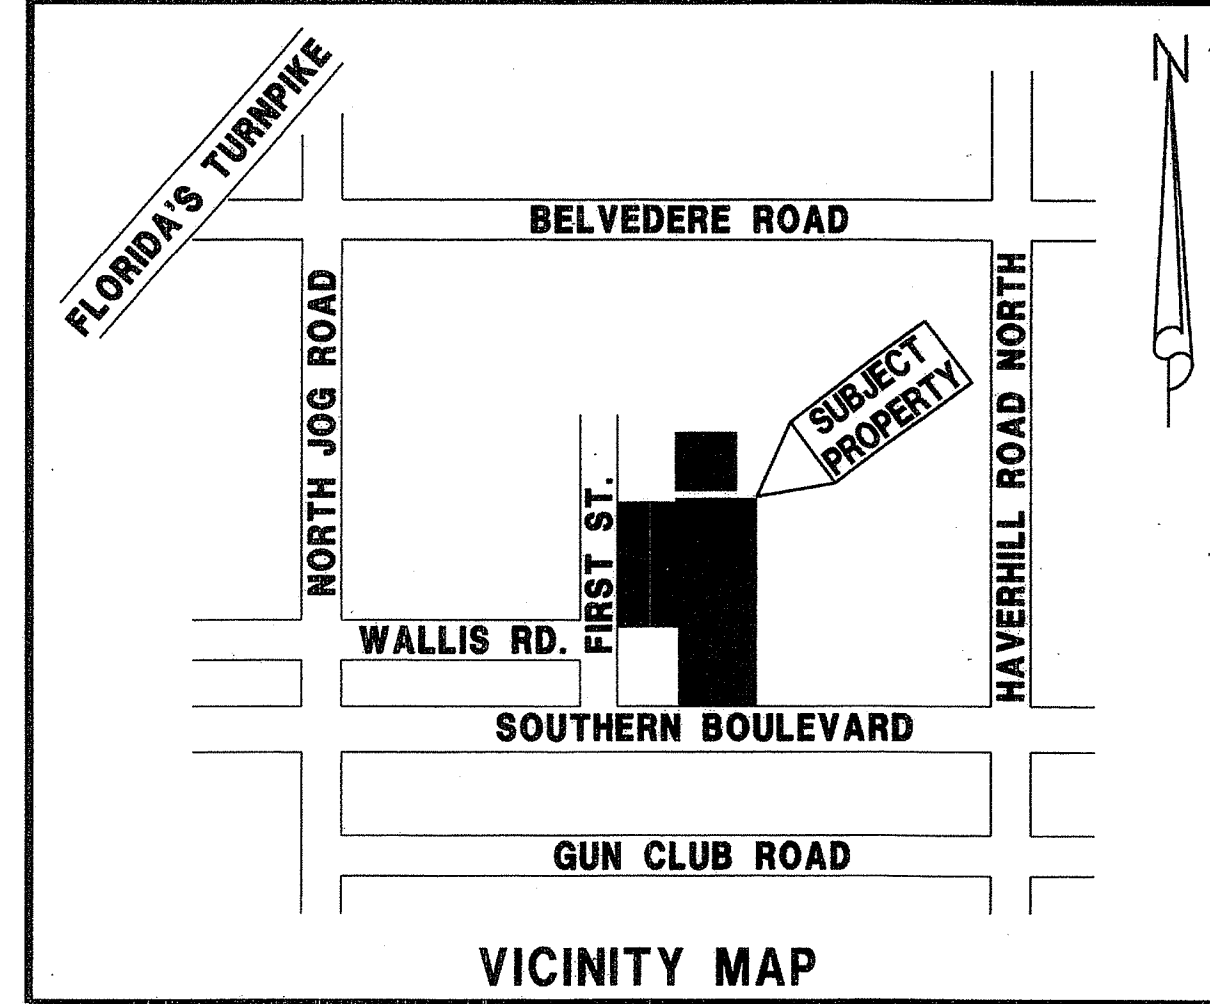 N
FLORIDA'S TURNPIKE
BELVEDERE ROAD
NORTH JOG ROAD
HAVERHILL ROAD NORTH
SUBJECT
PROPERTY
FIRST ST.
WALLIS RD.
SOUTHERN BOULEVARD
GUN CLUB ROAD
VICINITY MAP